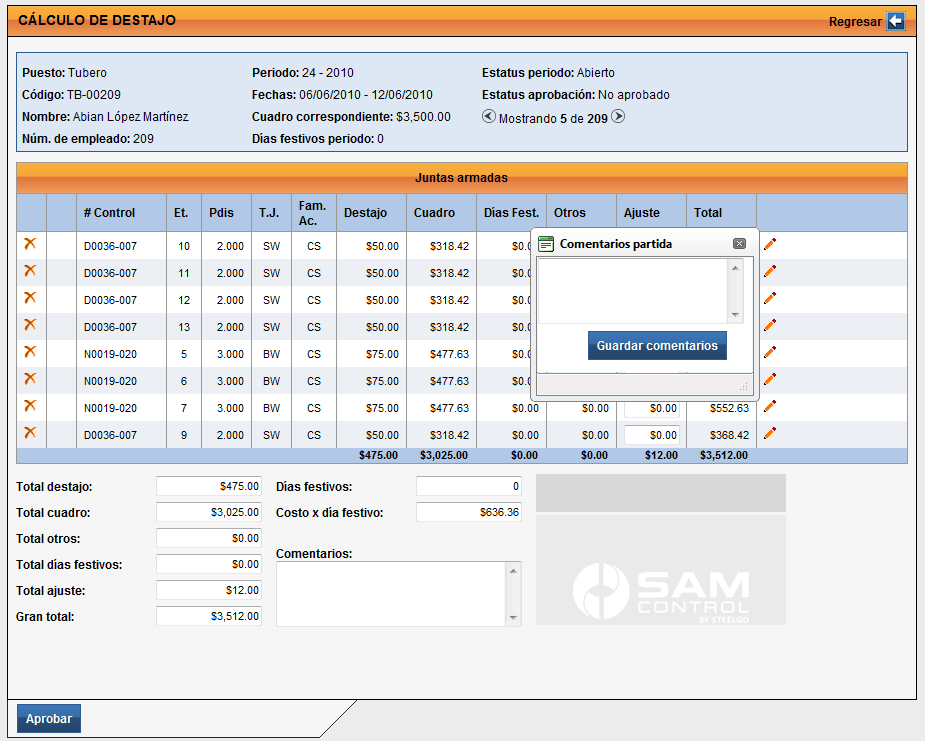 CÁLCULO DE DESTAJO Regresar
Puesto: Tubero Periodo: 24 - 2010 Estatus periodo: Abierto
Código: TB-00209 Fechas: 06/06/2010 - 12/06/2010 Estatus aprobación: No aprobado
Nombre: Abian López Martínez Cuadro correspondiente: $3,500.00 Mostrando 5 de 209
Núm. de empleado: 209 Días festivos periodo: 0
Juntas armadas
# Control Et. Pdis T.J. Fam. Ac. Destajo Cuadro Días Fest. Otros Ajuste Total
D0036-007 10 2.000 SW CS $50.00 $318.42 $0.0
D0036-007 11 2.000 SW CS $50.00 $318.42
D0036-007 12 2.000 SW CS $50.00 $318.42
D0036-007 13 2.000 SW CS $50.00 $318.42
N0019-020 5 3.000 BW CS $75.00 $477.63
N0019-020 6 3.000 BW CS $75.00 $477.63
N0019-020 7 3.000 BW CS $75.00 $477.63 $0.00 $0.00 $0.00 $552.63
D0036-007 9 2.000 SW CS $50.00 $318.42 $0.00 $0.00 $0.00 $368.42
$475.00 $3,025.00 $0.00 $0.00 $12.00 $3,512.00
Comentarios partida
Guardar comentarios
Total destajo: $475.00 Días festivos: 0
Total cuadro: $3,025.00 Costo x día festivo: $636.36
Total otros: $0.00
Total días festivos: $0.00 Comentarios:
Total ajuste: $12.00
Gran total: $3,512.00
SAM
CONTROL
BY STEELGO
Aprobar